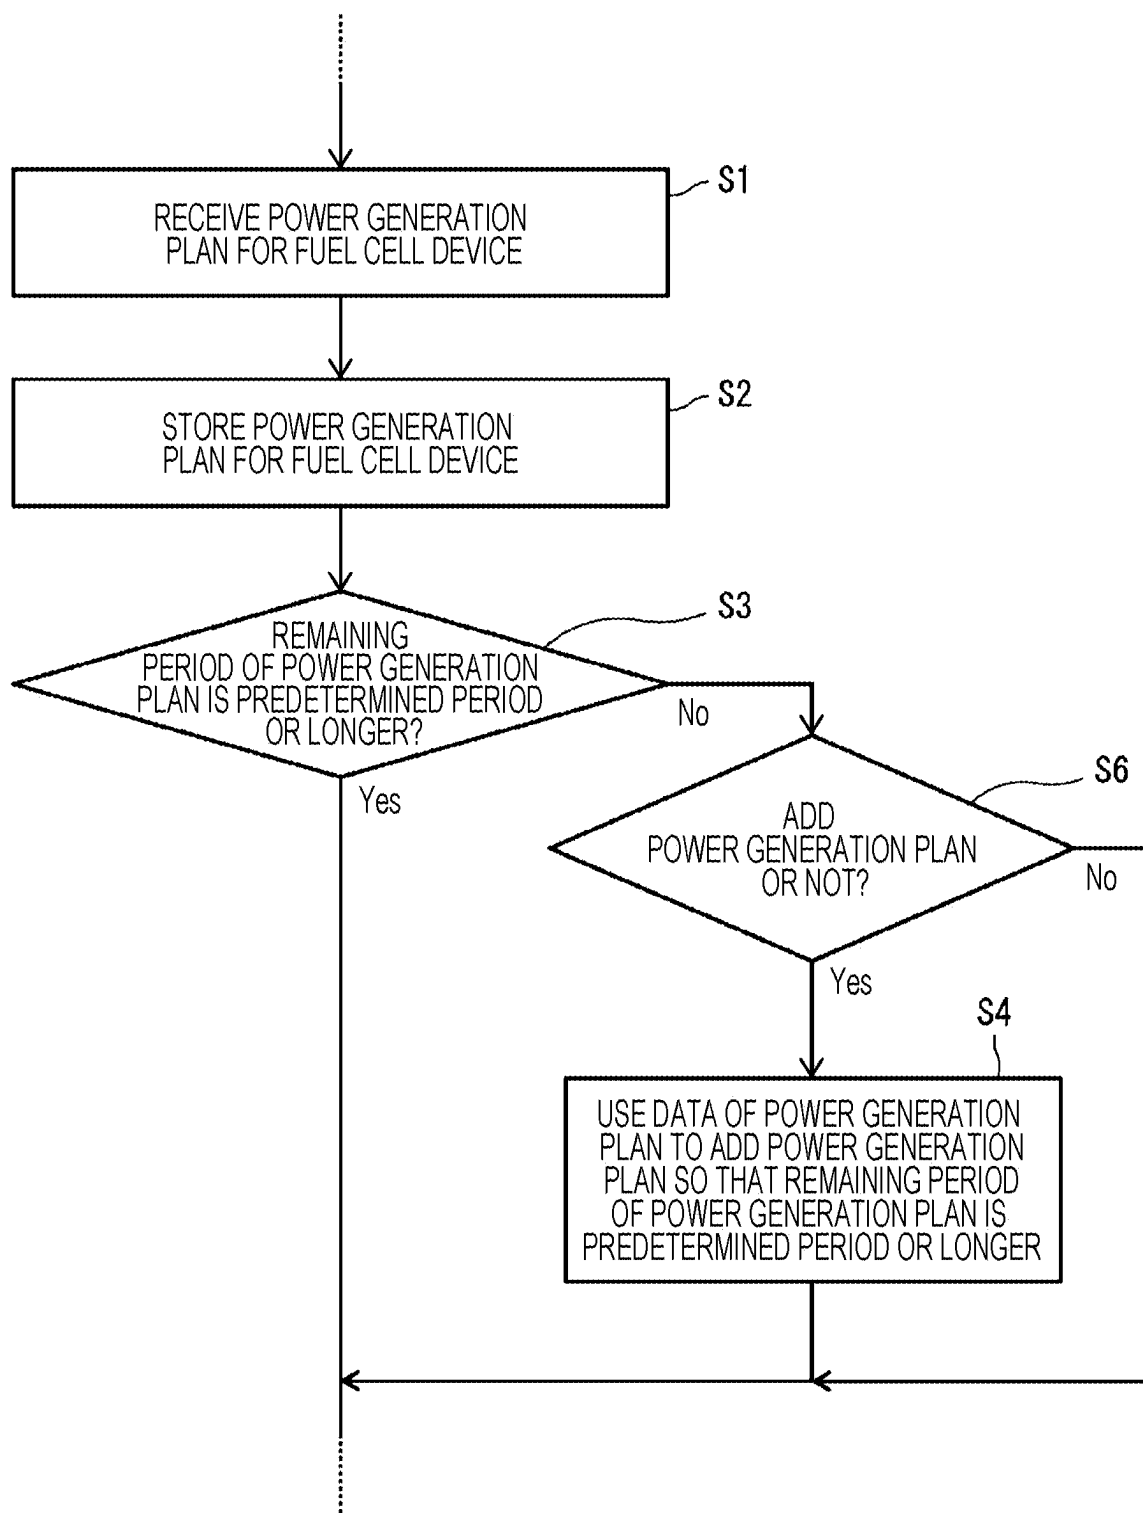 S1
RECEIVE POWER GENERATION
PLAN FOR FUEL CELL DEVICE
S2
STORE POWER GENERATION
PLAN FOR FUEL CELL DEVICE
S3
REMAINING
PERIOD OF POWER GENERATION
PLAN IS PREDETERMINED PERIOD
OR LONGER?
No
Yes
S6
ADD
POWER GENERATION PLAN
OR NOT?
No
Yes
S4
USE DATA OF POWER GENERATION
PLAN TO ADD POWER GENERATION
PLAN SO THAT REMAINING PERIOD
OF POWER GENERATION PLAN IS
PREDETERMINED PERIOD OR LONGER